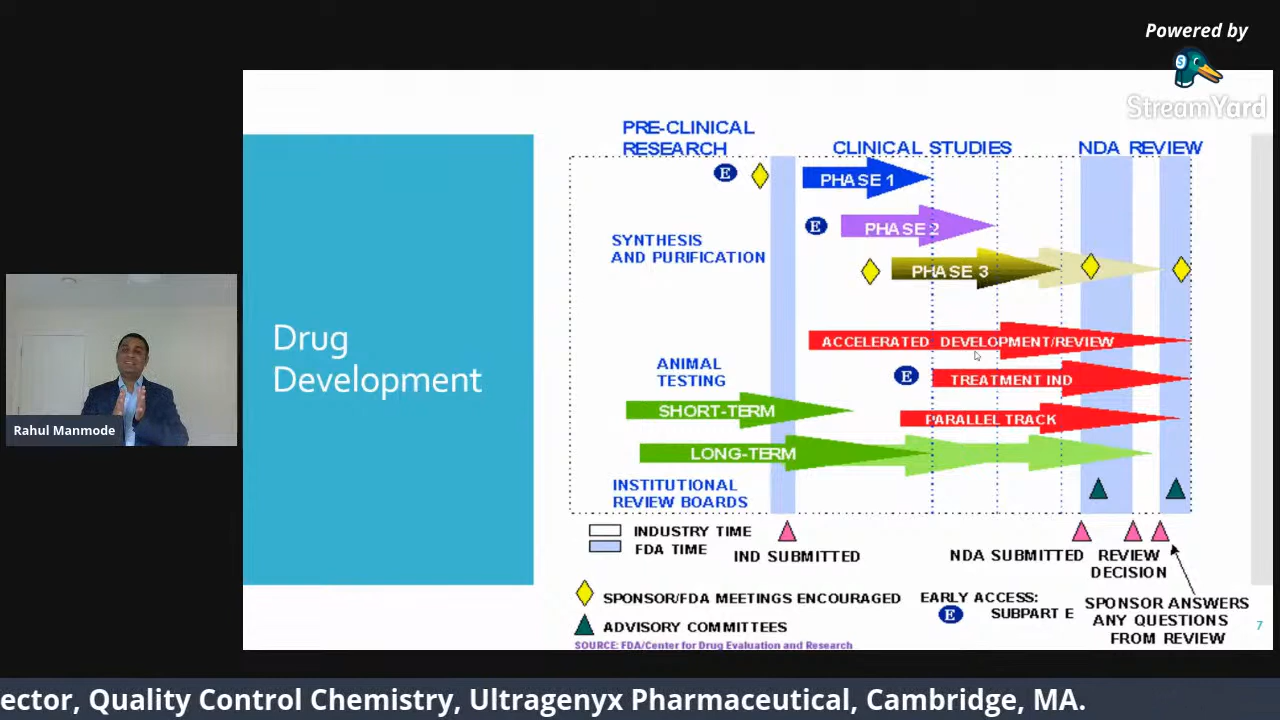 Powered by
StreamYard
PRE-CLINICAL
RESEARCH
CLINICAL STUDIES
NDA REVIEW
E
PHASE 1
E
PHASE 2
SYNTHESIS
AND PURIFICATION
PHASE 3
Drug
Development
ACCELERATED DEVELOPMENT/REVIEW
ANIMAL
TESTING
E
TREATMENT IND
SHORT-TERM
PARALLEL TRACK
Rahul Manmode
LONG-TERM
INSTITUTIONAL
REVIEW BOARDS
INDUSTRY TIME
FDA TIME
IND SUBMITTED
NDA SUBMITTED
REVIEW
DECISION
SPONSOR/FDA MEETINGS ENCOURAGED
EARLY ACCESS:
E SUBPART E
SPONSOR ANSWERS
ANY QUESTIONS
FROM REVIEW
ADVISORY COMMITTEES
SOURCE: FDA/Center for Drug Evaluation and Research
7
ector, Quality Control Chemistry, Ultragenyx Pharmaceutical, Cambridge, MA.